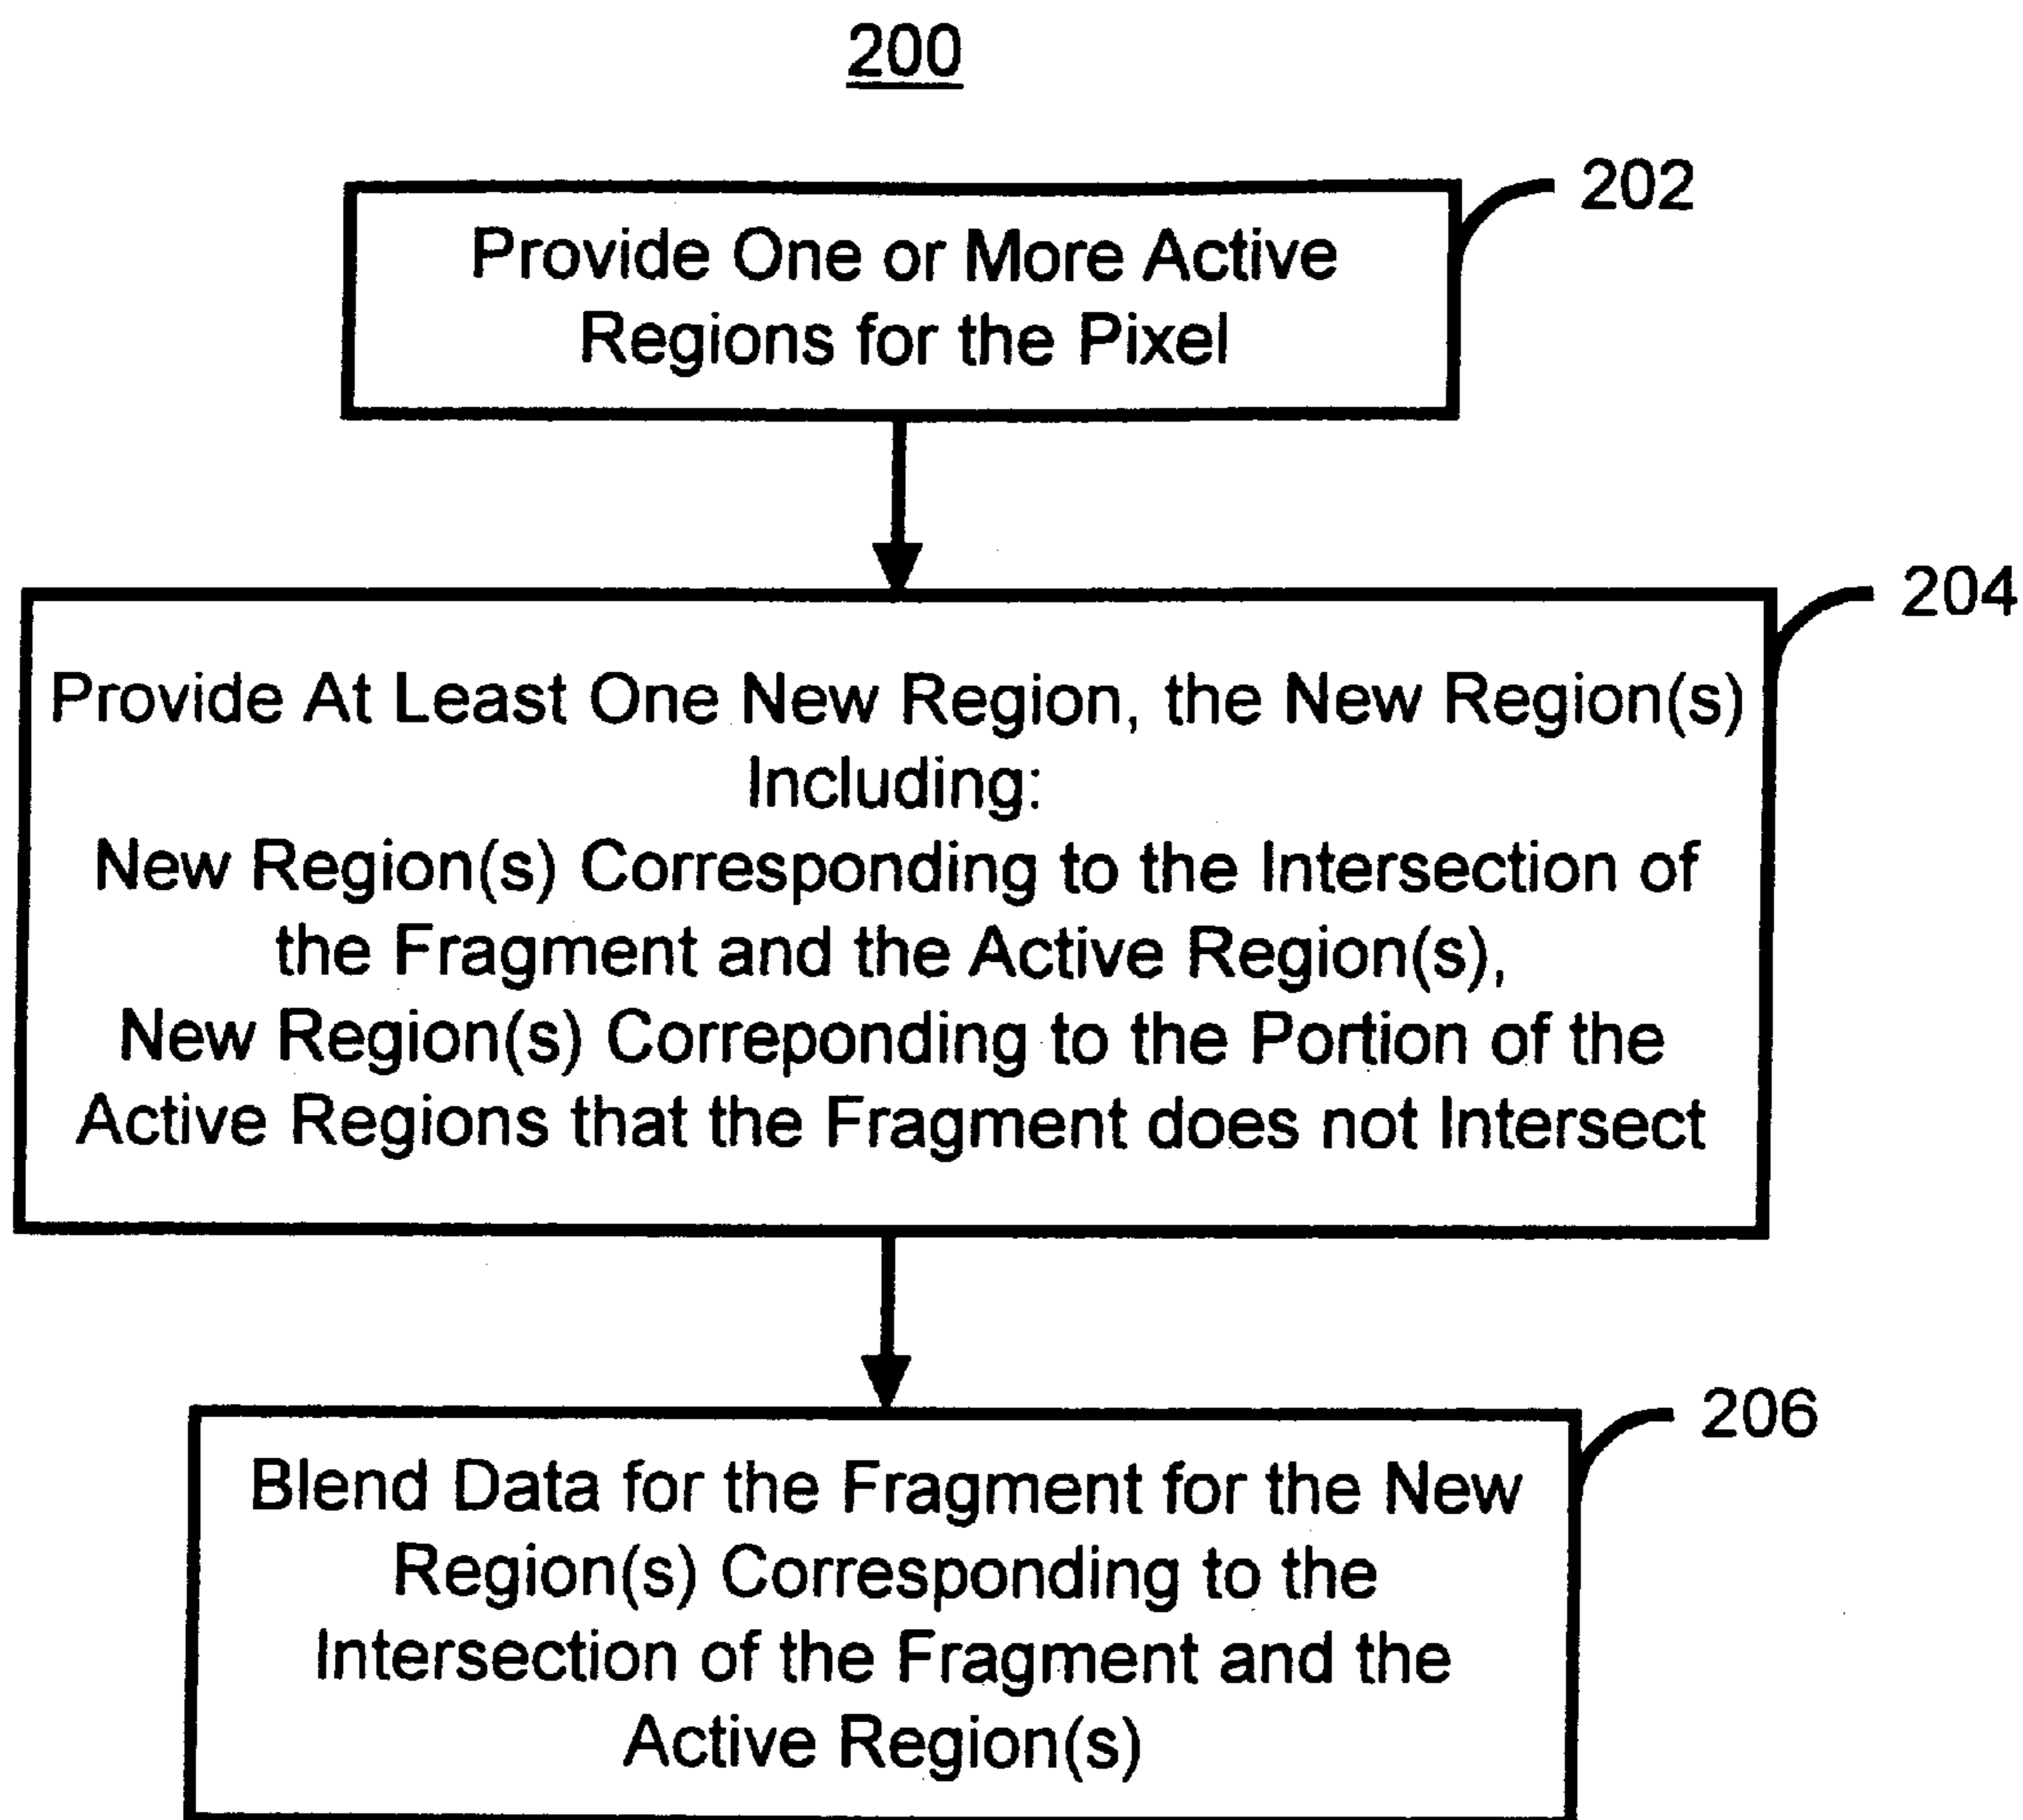 200
202
Provide One or More Active
Regions for the Pixel
204
Provide At Least One New Region, the New Region(s)
Including:
New Region(s) Corresponding to the Intersection of
the Fragment and the Active Region(s),
New Region(s) Correponding to the Portion of the
Active Regions that the Fragment does not Intersect
206
Blend Data for the Fragment for the New
Region(s) Corresponding to the
Intersection of the Fragment and the
Active Region(s)